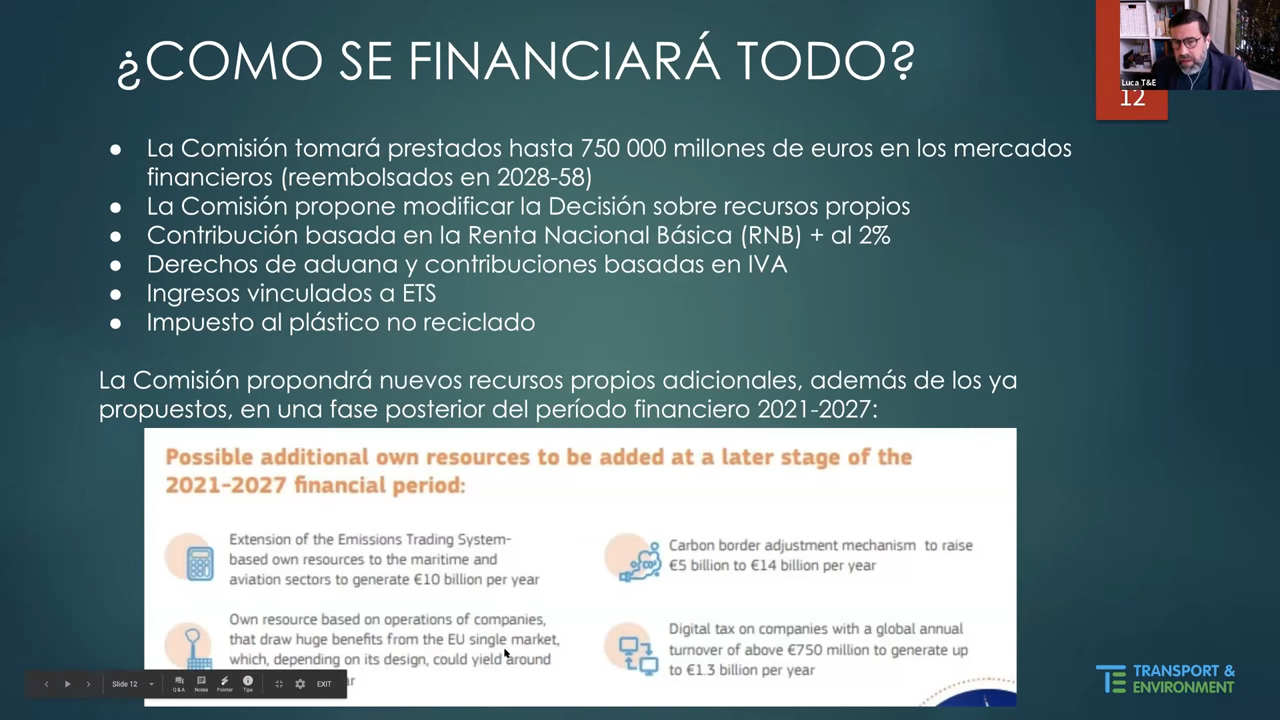 ¿COMO SE FINANCIARÁ TODO?
Luca T&E
12
● La Comisión tomará prestados hasta 750 000 millones de euros en los mercados
financieros (reembolsados en 2028-58)
● La Comisión propone modificar la Decisión sobre recursos propios
● Contribución basada en la Renta Nacional Básica (RNB) + al 2%
● Derechos de aduana y contribuciones basadas en IVA
● Ingresos vinculados a ETS
● Impuesto al plástico no reciclado
La Comisión propondrá nuevos recursos propios adicionales, además de los ya
propuestos, en una fase posterior del período financiero 2021-2027:
Possible additional own resources to be added at a later stage of the
2021-2027 financial period:
Extension of the Emissions Trading System-
based own resources to the maritime and
aviation sectors to generate €10 billion per year
Carbon border adjustment mechanism to raise
€5 billion to €14 billion per year
Own resource based on operations of companies,
that draw huge benefits from the EU single market,
which, depending on its design, could yield around
Digital tax on companies with a global annual
turnover of above €750 million to generate up
to €1.3 billion per year
Slide 12
Q&A
Notes
Pointer
Tips
EXIT
TRANSPORT &
ENVIRONMENT